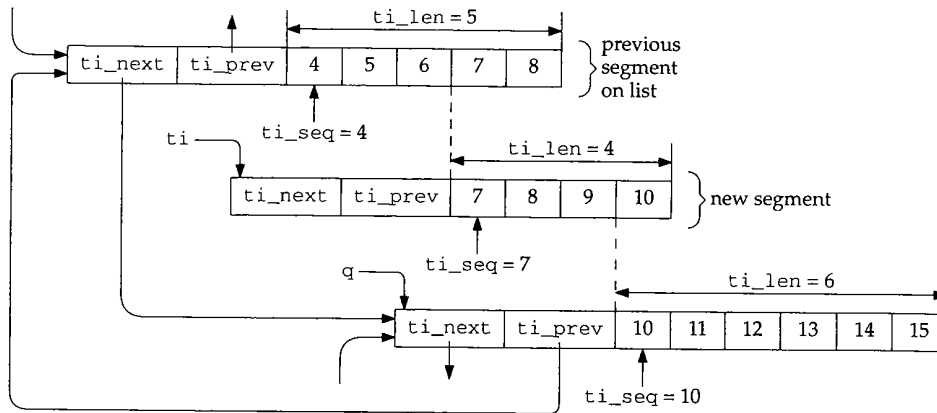 ti_len = 5
ti_next ti_prev 4 5 6 7 8
previous
segment
on list
ti_seq = 4
ti
ti_len = 4
ti_next ti_prev 7 8 9 10
new segment
ti_seq = 7
q
ti_len = 6
ti_next ti_prev 10 11 12 13 14 15
ti_seq = 10